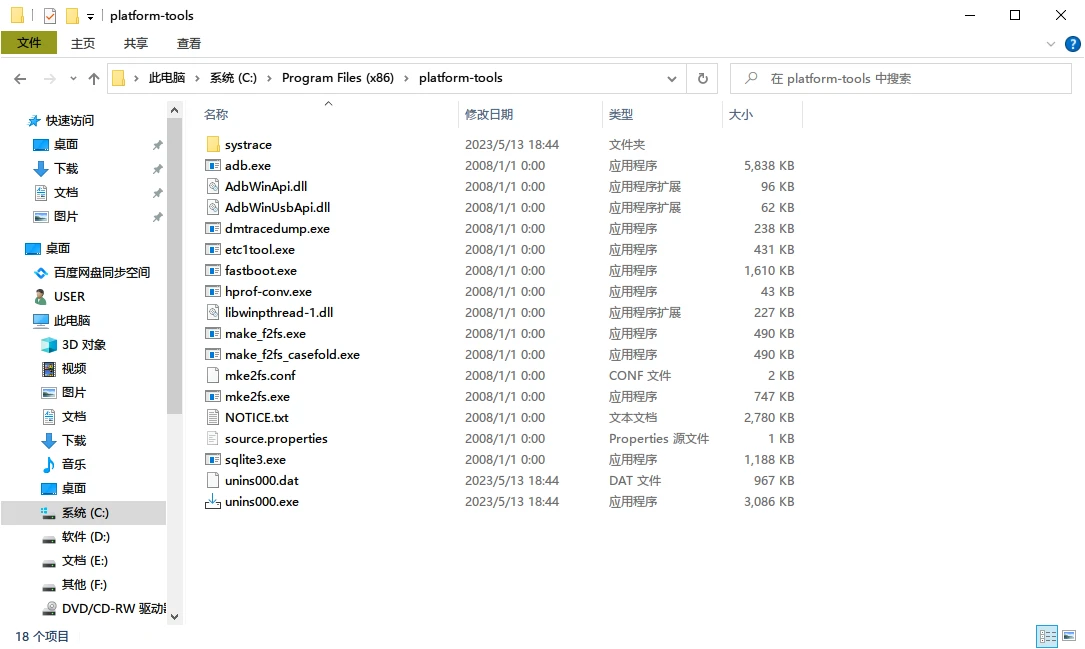 platform-tools
文件 主页 共享 查看
此电脑 系统 (C:) Program Files (x86) platform-tools 在 platform-tools 中搜索
名称 修改日期 类型 大小
快速访问
桌面
下载
文档
图片
桌面
百度网盘同步空间
USER
此电脑
3D 对象
视频
图片
文档
下载
音乐
桌面
系统 (C:)
软件 (D:)
文档 (E:)
其他 (F:)
DVD/CD-RW 驱动
systrace 2023/5/13 18:44 文件夹
adb.exe 2008/1/1 0:00 应用程序 5,838 KB
AdbWinApi.dll 2008/1/1 0:00 应用程序扩展 96 KB
AdbWinUsbApi.dll 2008/1/1 0:00 应用程序扩展 62 KB
dmtracedump.exe 2008/1/1 0:00 应用程序 238 KB
etc1tool.exe 2008/1/1 0:00 应用程序 431 KB
fastboot.exe 2008/1/1 0:00 应用程序 1,610 KB
hprof-conv.exe 2008/1/1 0:00 应用程序 43 KB
libwinpthread-1.dll 2008/1/1 0:00 应用程序扩展 227 KB
make_f2fs.exe 2008/1/1 0:00 应用程序 490 KB
make_f2fs_casefold.exe 2008/1/1 0:00 应用程序 490 KB
mke2fs.conf 2008/1/1 0:00 CONF 文件 2 KB
mke2fs.exe 2008/1/1 0:00 应用程序 747 KB
NOTICE.txt 2008/1/1 0:00 文本文档 2,780 KB
source.properties 2008/1/1 0:00 Properties 源文件 1 KB
sqlite3.exe 2008/1/1 0:00 应用程序 1,188 KB
unins000.dat 2023/5/13 18:44 DAT 文件 967 KB
unins000.exe 2023/5/13 18:44 应用程序 3,086 KB
18 个项目